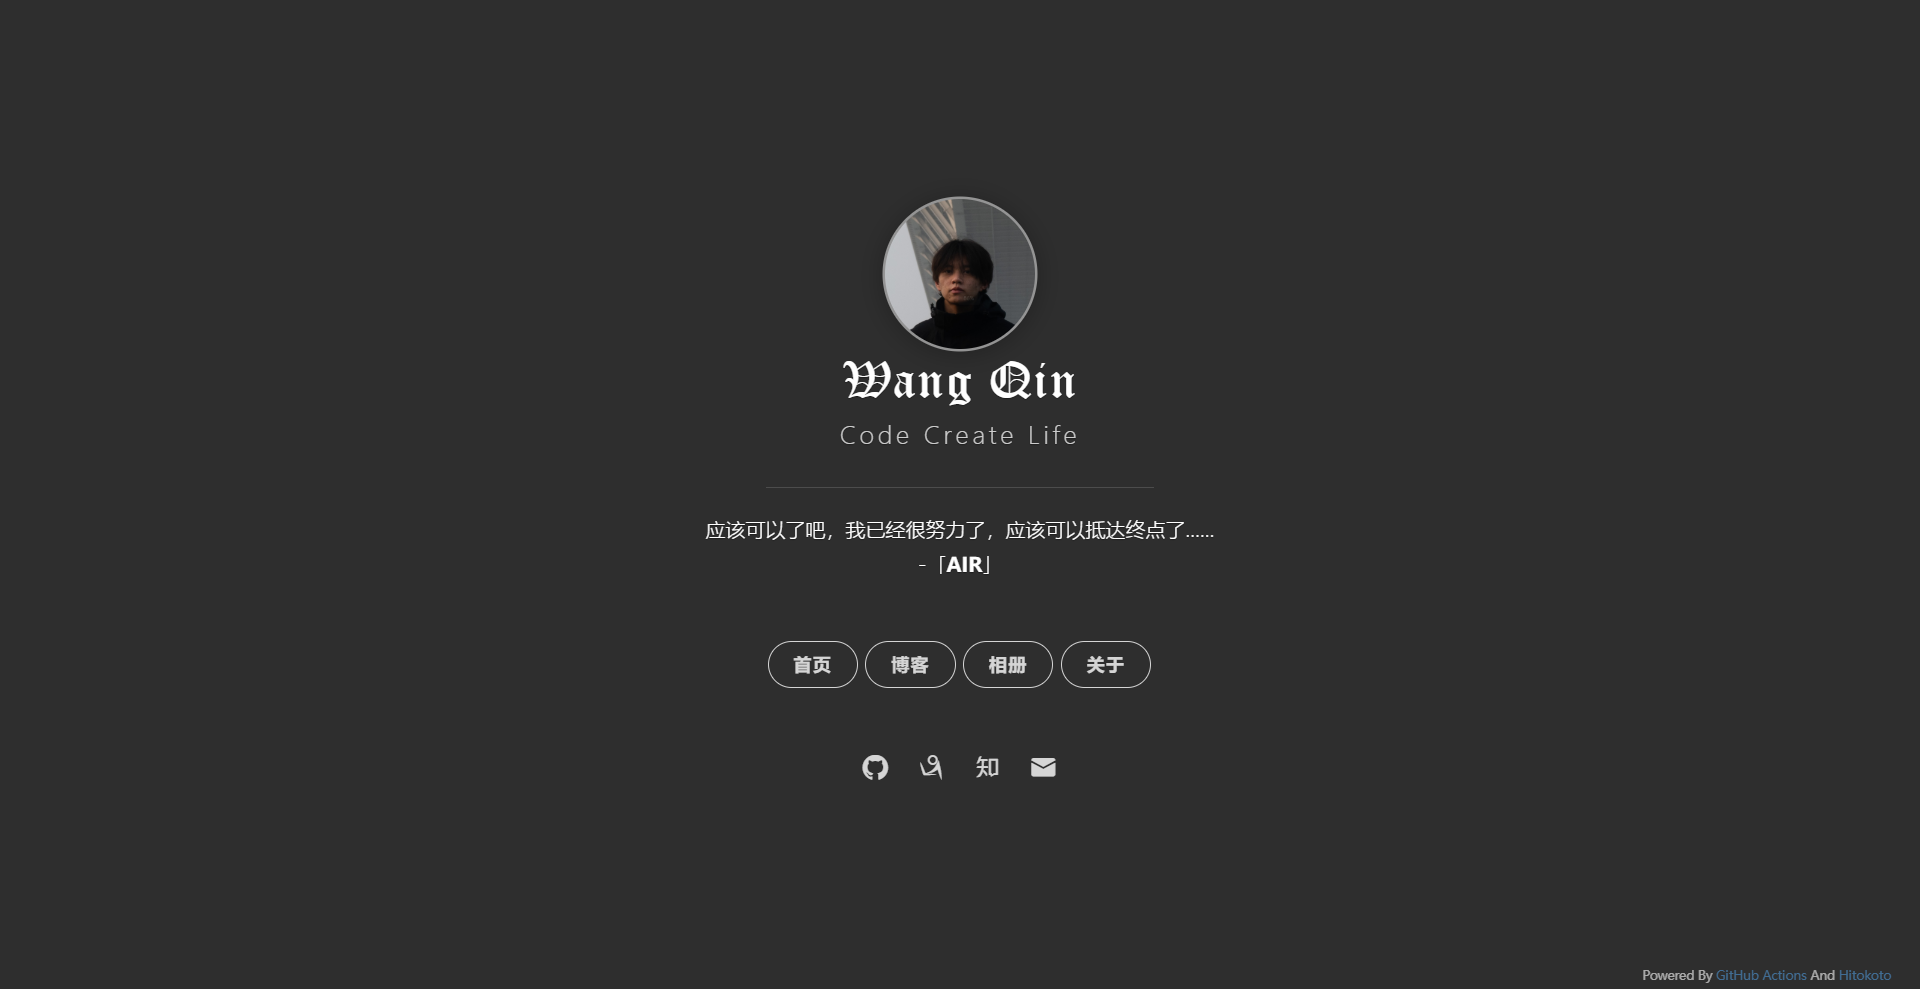 Wang Qin
Code Create Life
应该可以了吧，我已经很努力了，应该可以抵达终点了......
-「AIR」
首页 博客 相册 关于
知
Powered By GitHub Actions And Hitokoto